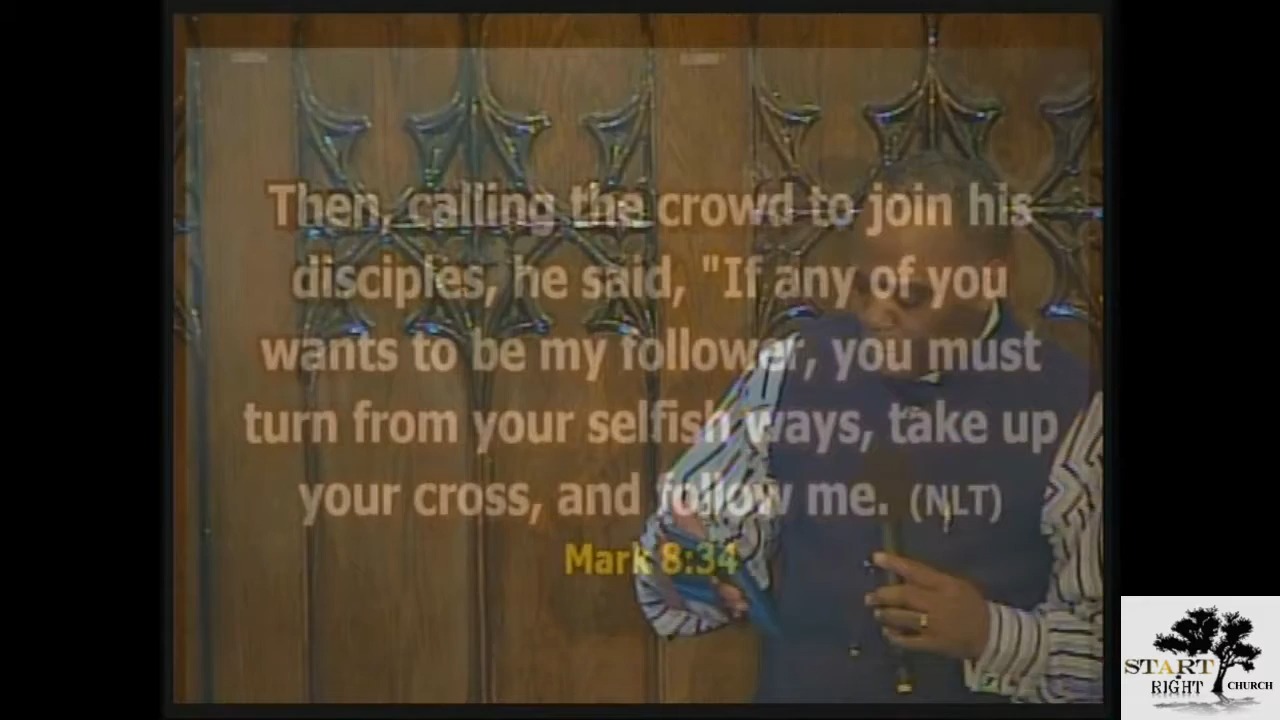 Then, calling the crowd to join his
disciples, he said, "If any of you
wants to be my follower, you must
turn from your selfish ways, take up
your cross, and follow me. (NLT)
Mark 8:34
START
RIGHT CHURCH